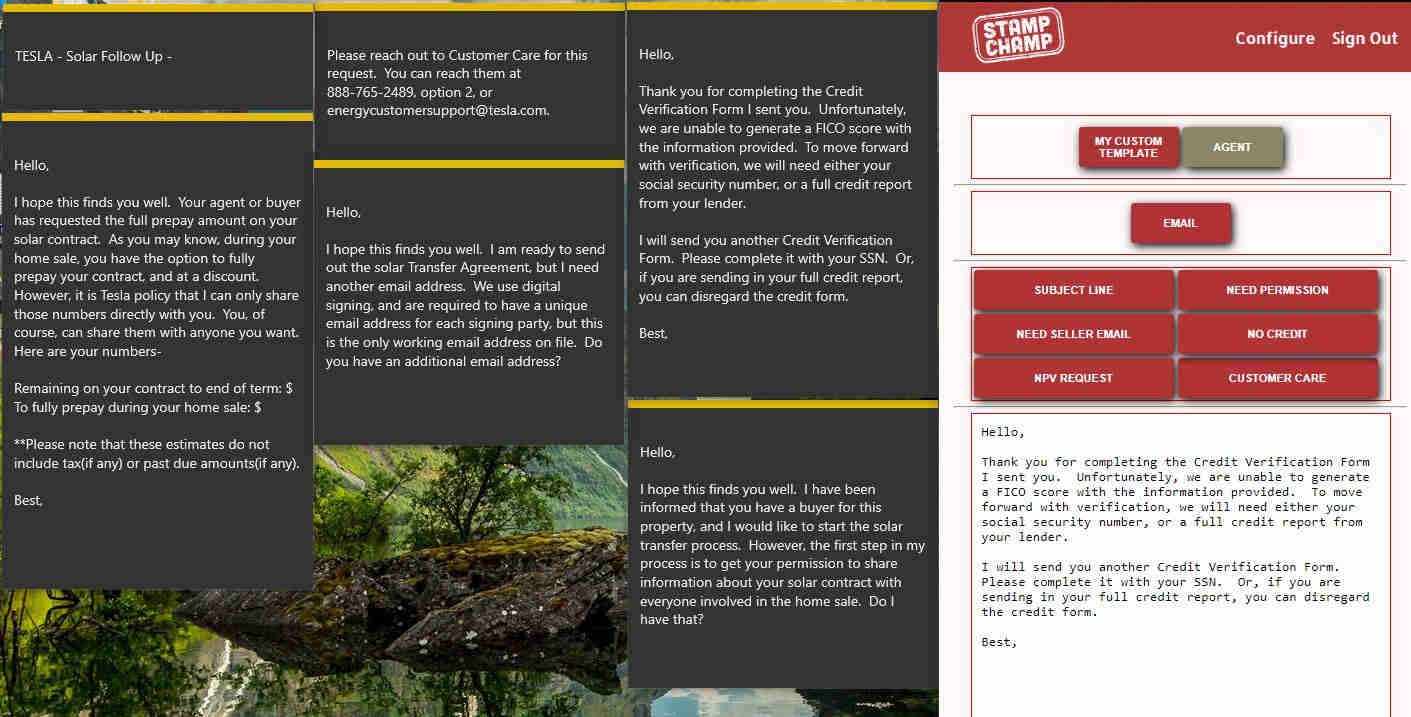 TESLA - Solar Follow Up -
Hello,
I hope this finds you well.  Your agent or buyer
has requested the full prepay amount on your
solar contract.  As you may know, during your
home sale, you have the option to fully
prepay your contract, and at a discount.
However, it is Tesla policy that I can only share
those numbers directly with you.  You, of
course, can share them with anyone you want.
Here are your numbers-
Remaining on your contract to end of term: $
To fully prepay during your home sale: $
**Please note that these estimates do not
include tax(if any) or past due amounts(if any).
Best,
Please reach out to Customer Care for this
request.  You can reach them at
888-765-2489, option 2, or
energycustomersupport@tesla.com.
Hello,
I hope this finds you well.  I am ready to send
out the solar Transfer Agreement, but I need
another email address.  We use digital
signing, and are required to have a unique
email address for each signing party, but this
is the only working email address on file.  Do
you have an additional email address?
Hello,
Thank you for completing the Credit
Verification Form I sent you.  Unfortunately,
we are unable to generate a FICO score with
the information provided.  To move forward
with verification, we will need either your
social security number, or a full credit report
from your lender.
I will send you another Credit Verification
Form.  Please complete it with your SSN.  Or,
if you are sending in your full credit report,
you can disregard the credit form.
Best,
Hello,
I hope this finds you well.  I have been
informed that you have a buyer for this
property, and I would like to start the solar
transfer process.  However, the first step in my
process is to get your permission to share
information about your solar contract with
everyone involved in the home sale.  Do I
have that?
STAMP
CHAMP
Configure Sign Out
MY CUSTOM
TEMPLATE
AGENT
EMAIL
SUBJECT LINE
NEED PERMISSION
NEED SELLER EMAIL
NO CREDIT
NPV REQUEST
CUSTOMER CARE
Hello,
Thank you for completing the Credit Verification Form
I sent you.  Unfortunately, we are unable to generate
a FICO score with the information provided.  To move
forward with verification, we will need either your
social security number, or a full credit report from
your lender.
I will send you another Credit Verification Form.
Please complete it with your SSN.  Or, if you are
sending in your full credit report, you can disregard
the credit form.
Best,